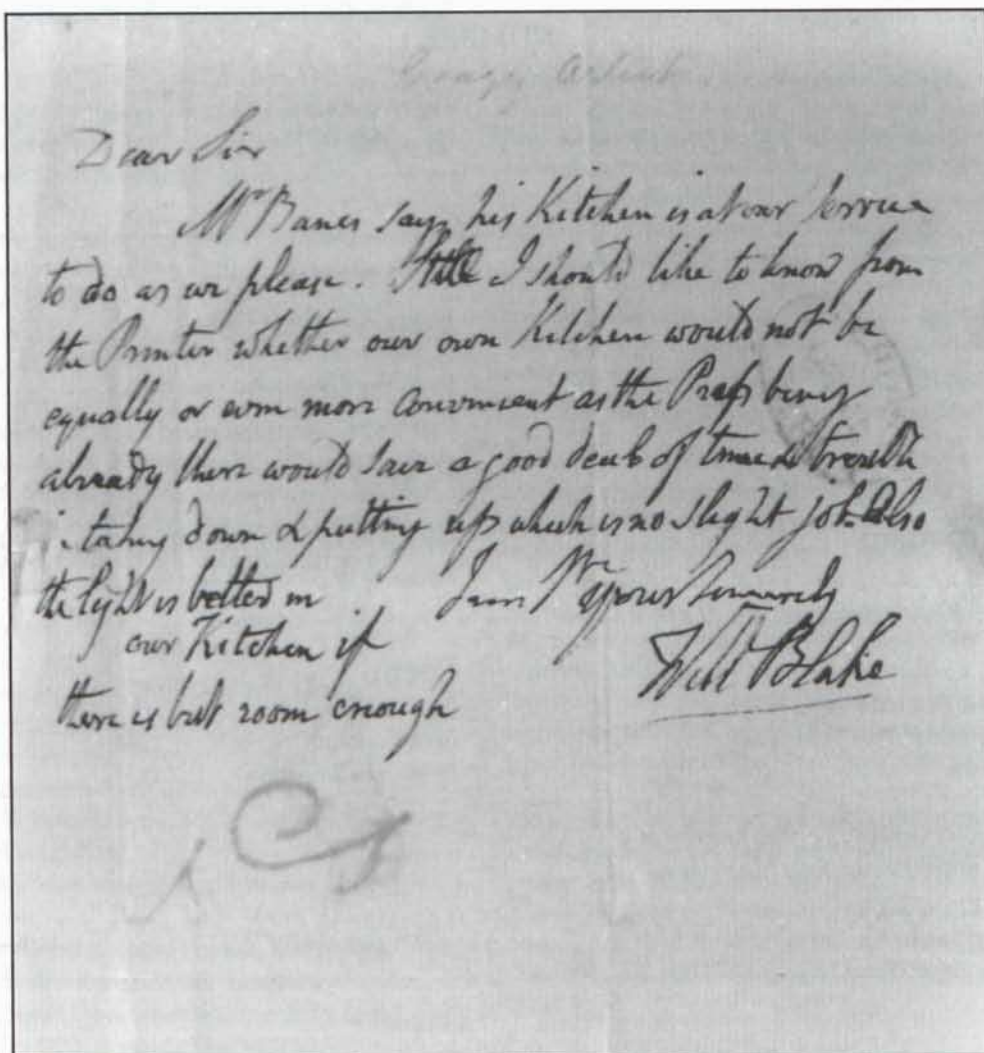 Dear Sir
Mr Banes says his Kitchen is at our Service
to do as we please. Still I should like to know from
the Printer whether our own Kitchen would not be
equally or even more convenient as the Press being
already there would save a good deal of time & trouble
in taking down & putting up which is no slight job. Also
the light is better in I am Yours Sincerely
our Kitchen if Will Blake
there is but room enough